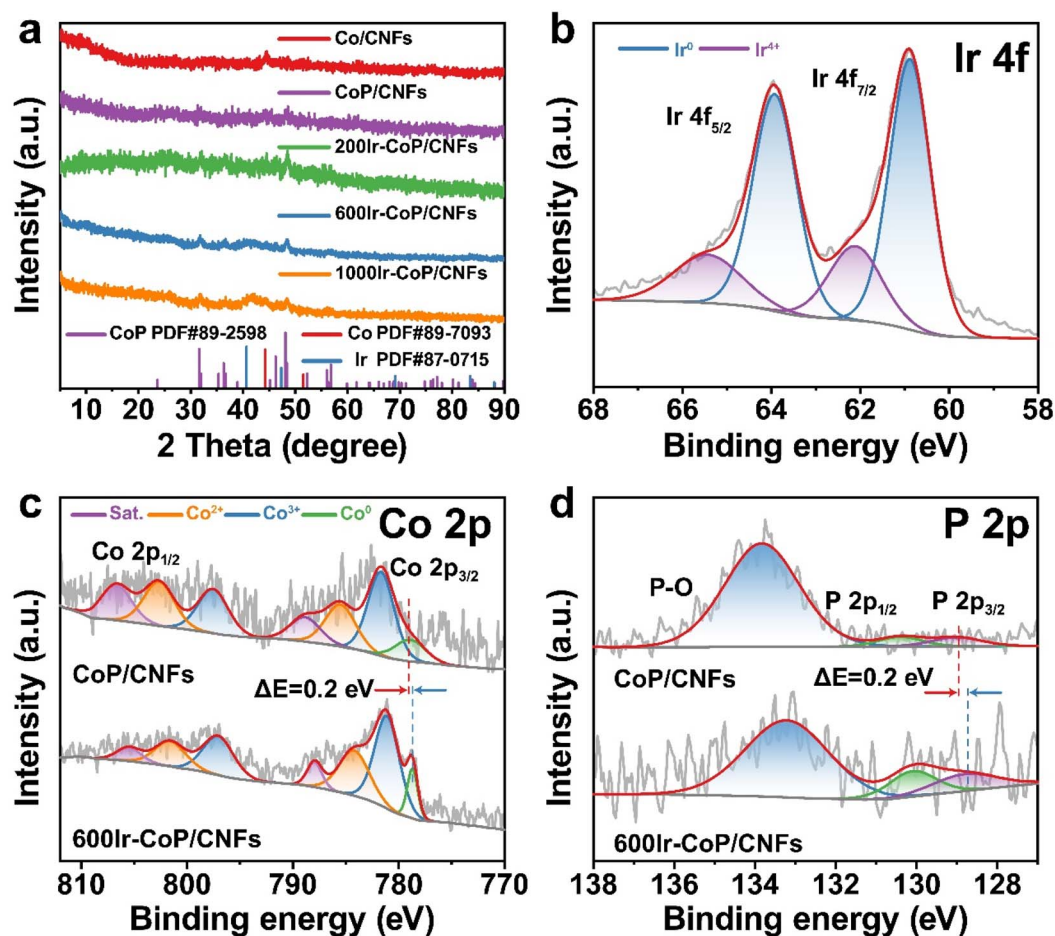 a
Co/CNFs
CoP/CNFs
200Ir-CoP/CNFs
600Ir-CoP/CNFs
1000Ir-CoP/CNFs
CoP PDF#89-2598
Co PDF#89-7093
Ir PDF#87-0715
Intensity (a.u.)
10 20 30 40 50 60 70 80 90
2 Theta (degree)
b
Ir⁰ Ir⁴⁺
Ir 4f
Ir 4f₇/₂
Ir 4f₅/₂
Intensity (a.u.)
68 66 64 62 60 58
Binding energy (eV)
c
Sat. Co²⁺ Co³⁺ Co⁰
Co 2p
Co 2p₁/₂
Co 2p₃/₂
CoP/CNFs
ΔE=0.2 eV
600Ir-CoP/CNFs
Intensity (a.u.)
810 800 790 780 770
Binding energy (eV)
d
P 2p
P-O
P 2p₁/₂
P 2p₃/₂
CoP/CNFs
ΔE=0.2 eV
600Ir-CoP/CNFs
Intensity (a.u.)
138 136 134 132 130 128
Binding energy (eV)